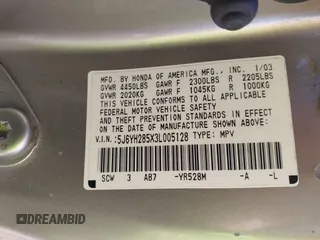 MFD. BY HONDA OF AMERICA MFG., INC. 1/03
GVWR 4450LBS GAWR F 2300LBS R 2205LBS
GVWR 2020KG GAWR F 1045KG R 1000KG
THIS VEHICLE CONFORMS TO ALL APPLICABLE
FEDERAL MOTOR VEHICLE SAFETY AND
THEFT PREVENTION STANDARDS IN EFFECT ON
THE DATE OF MANUFACTURE SHOWN ABOVE.
V.I.N.: 5J6YH285X3L005128 TYPE: MPV
SCW 3 AB7 -YR528M -A -L
DREAMBID